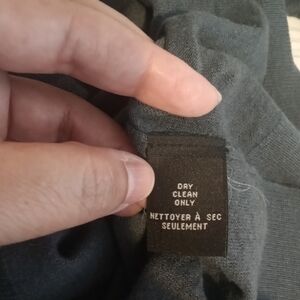 DRY
CLEAN
ONLY
NETTOYER À SEC
SEULEMENT